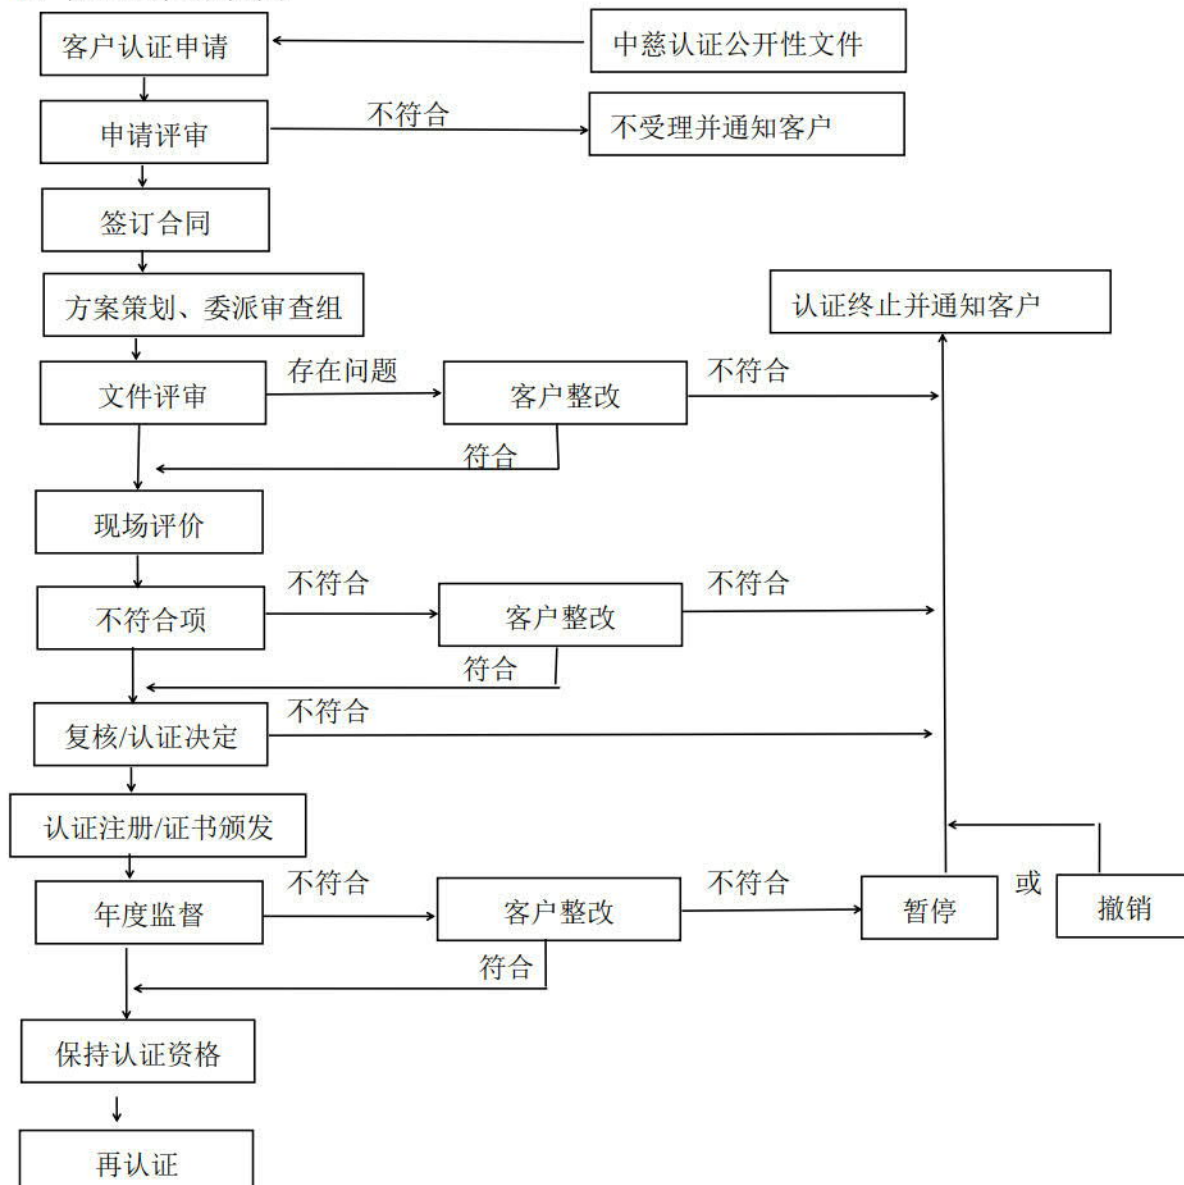 客户认证申请
中慈认证公开性文件
申请评审
不符合
不受理并通知客户
签订合同
方案策划、委派审查组
认证终止并通知客户
文件评审
存在问题
客户整改
不符合
符合
现场评价
不符合项
不符合
客户整改
不符合
符合
复核/认证决定
不符合
认证注册/证书颁发
年度监督
不符合
客户整改
不符合
暂停
或
撤销
符合
保持认证资格
再认证